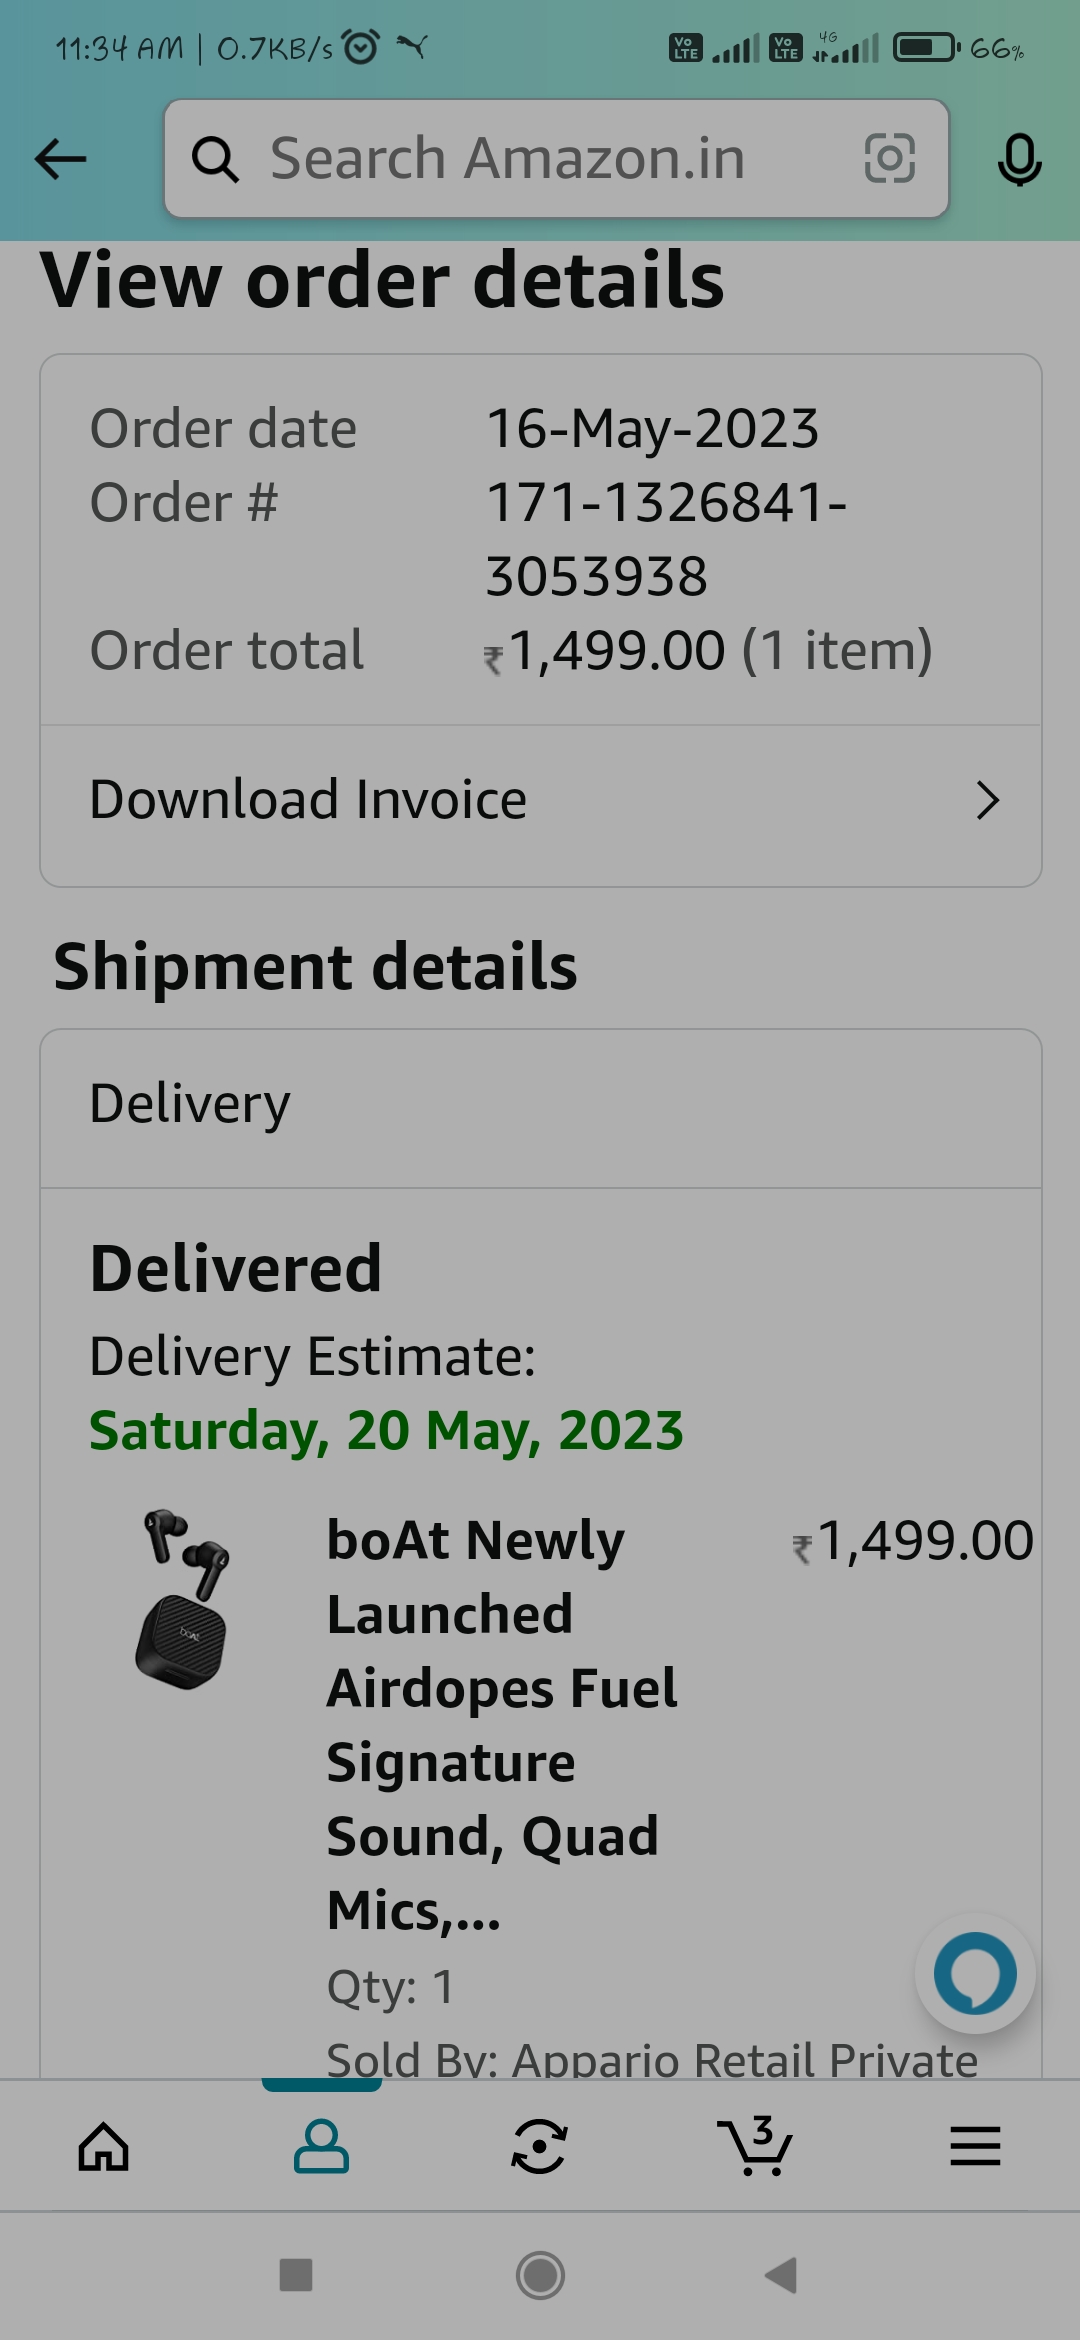 11:34 AM | 0.7KB/s
Vo LTE Vo LTE 4G 66%
Search Amazon.in
View order details
Order date 16-May-2023
Order # 171-1326841-
3053938
Order total ₹1,499.00 (1 item)
Download Invoice
Shipment details
Delivery
Delivered
Delivery Estimate:
Saturday, 20 May, 2023
boAt Newly ₹1,499.00
Launched
Airdopes Fuel
Signature
Sound, Quad
Mics,...
boAt
Qty: 1
Sold By: Appario Retail Private
3